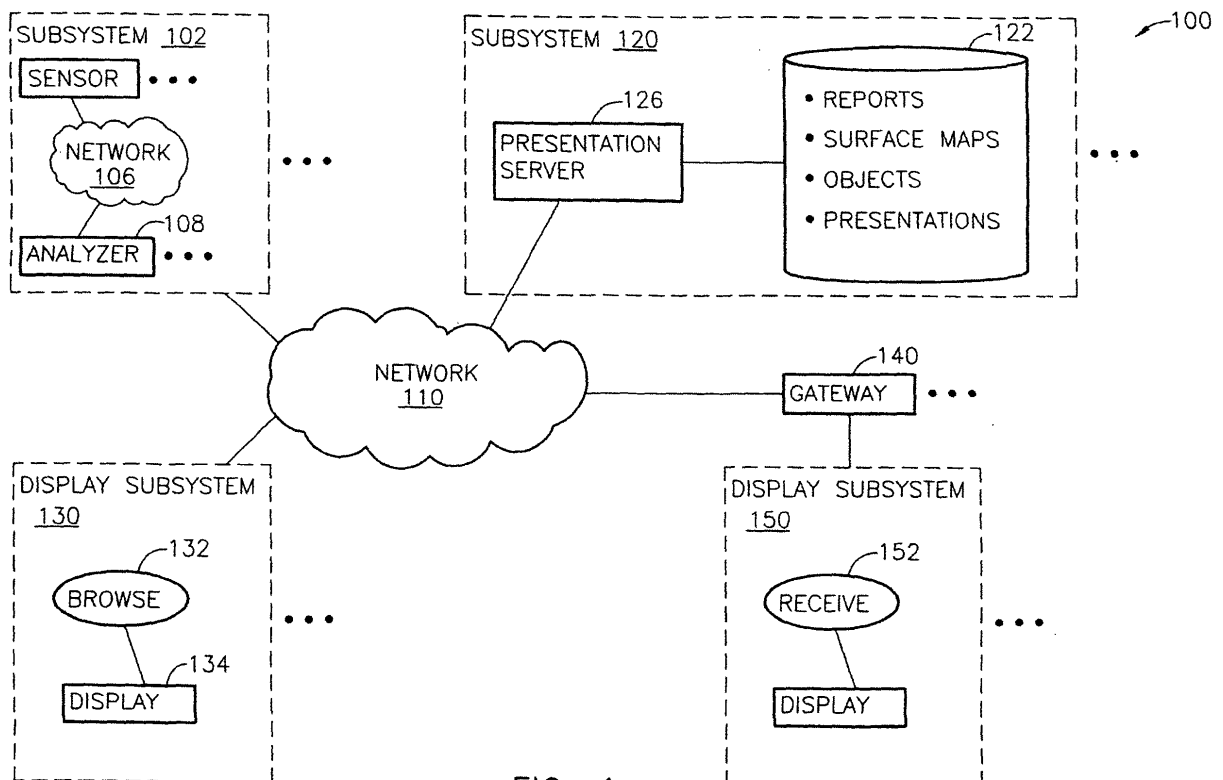 100
SUBSYSTEM 102
SENSOR • • •
NETWORK
106
108
ANALYZER • • •
• • •
SUBSYSTEM 120
122
126
PRESENTATION
SERVER
• REPORTS
• SURFACE MAPS
• OBJECTS
• PRESENTATIONS
• • •
NETWORK
110
140
GATEWAY • • •
DISPLAY SUBSYSTEM
130
132
BROWSE
134
DISPLAY
• • •
DISPLAY SUBSYSTEM
150
152
RECEIVE
DISPLAY
• • •